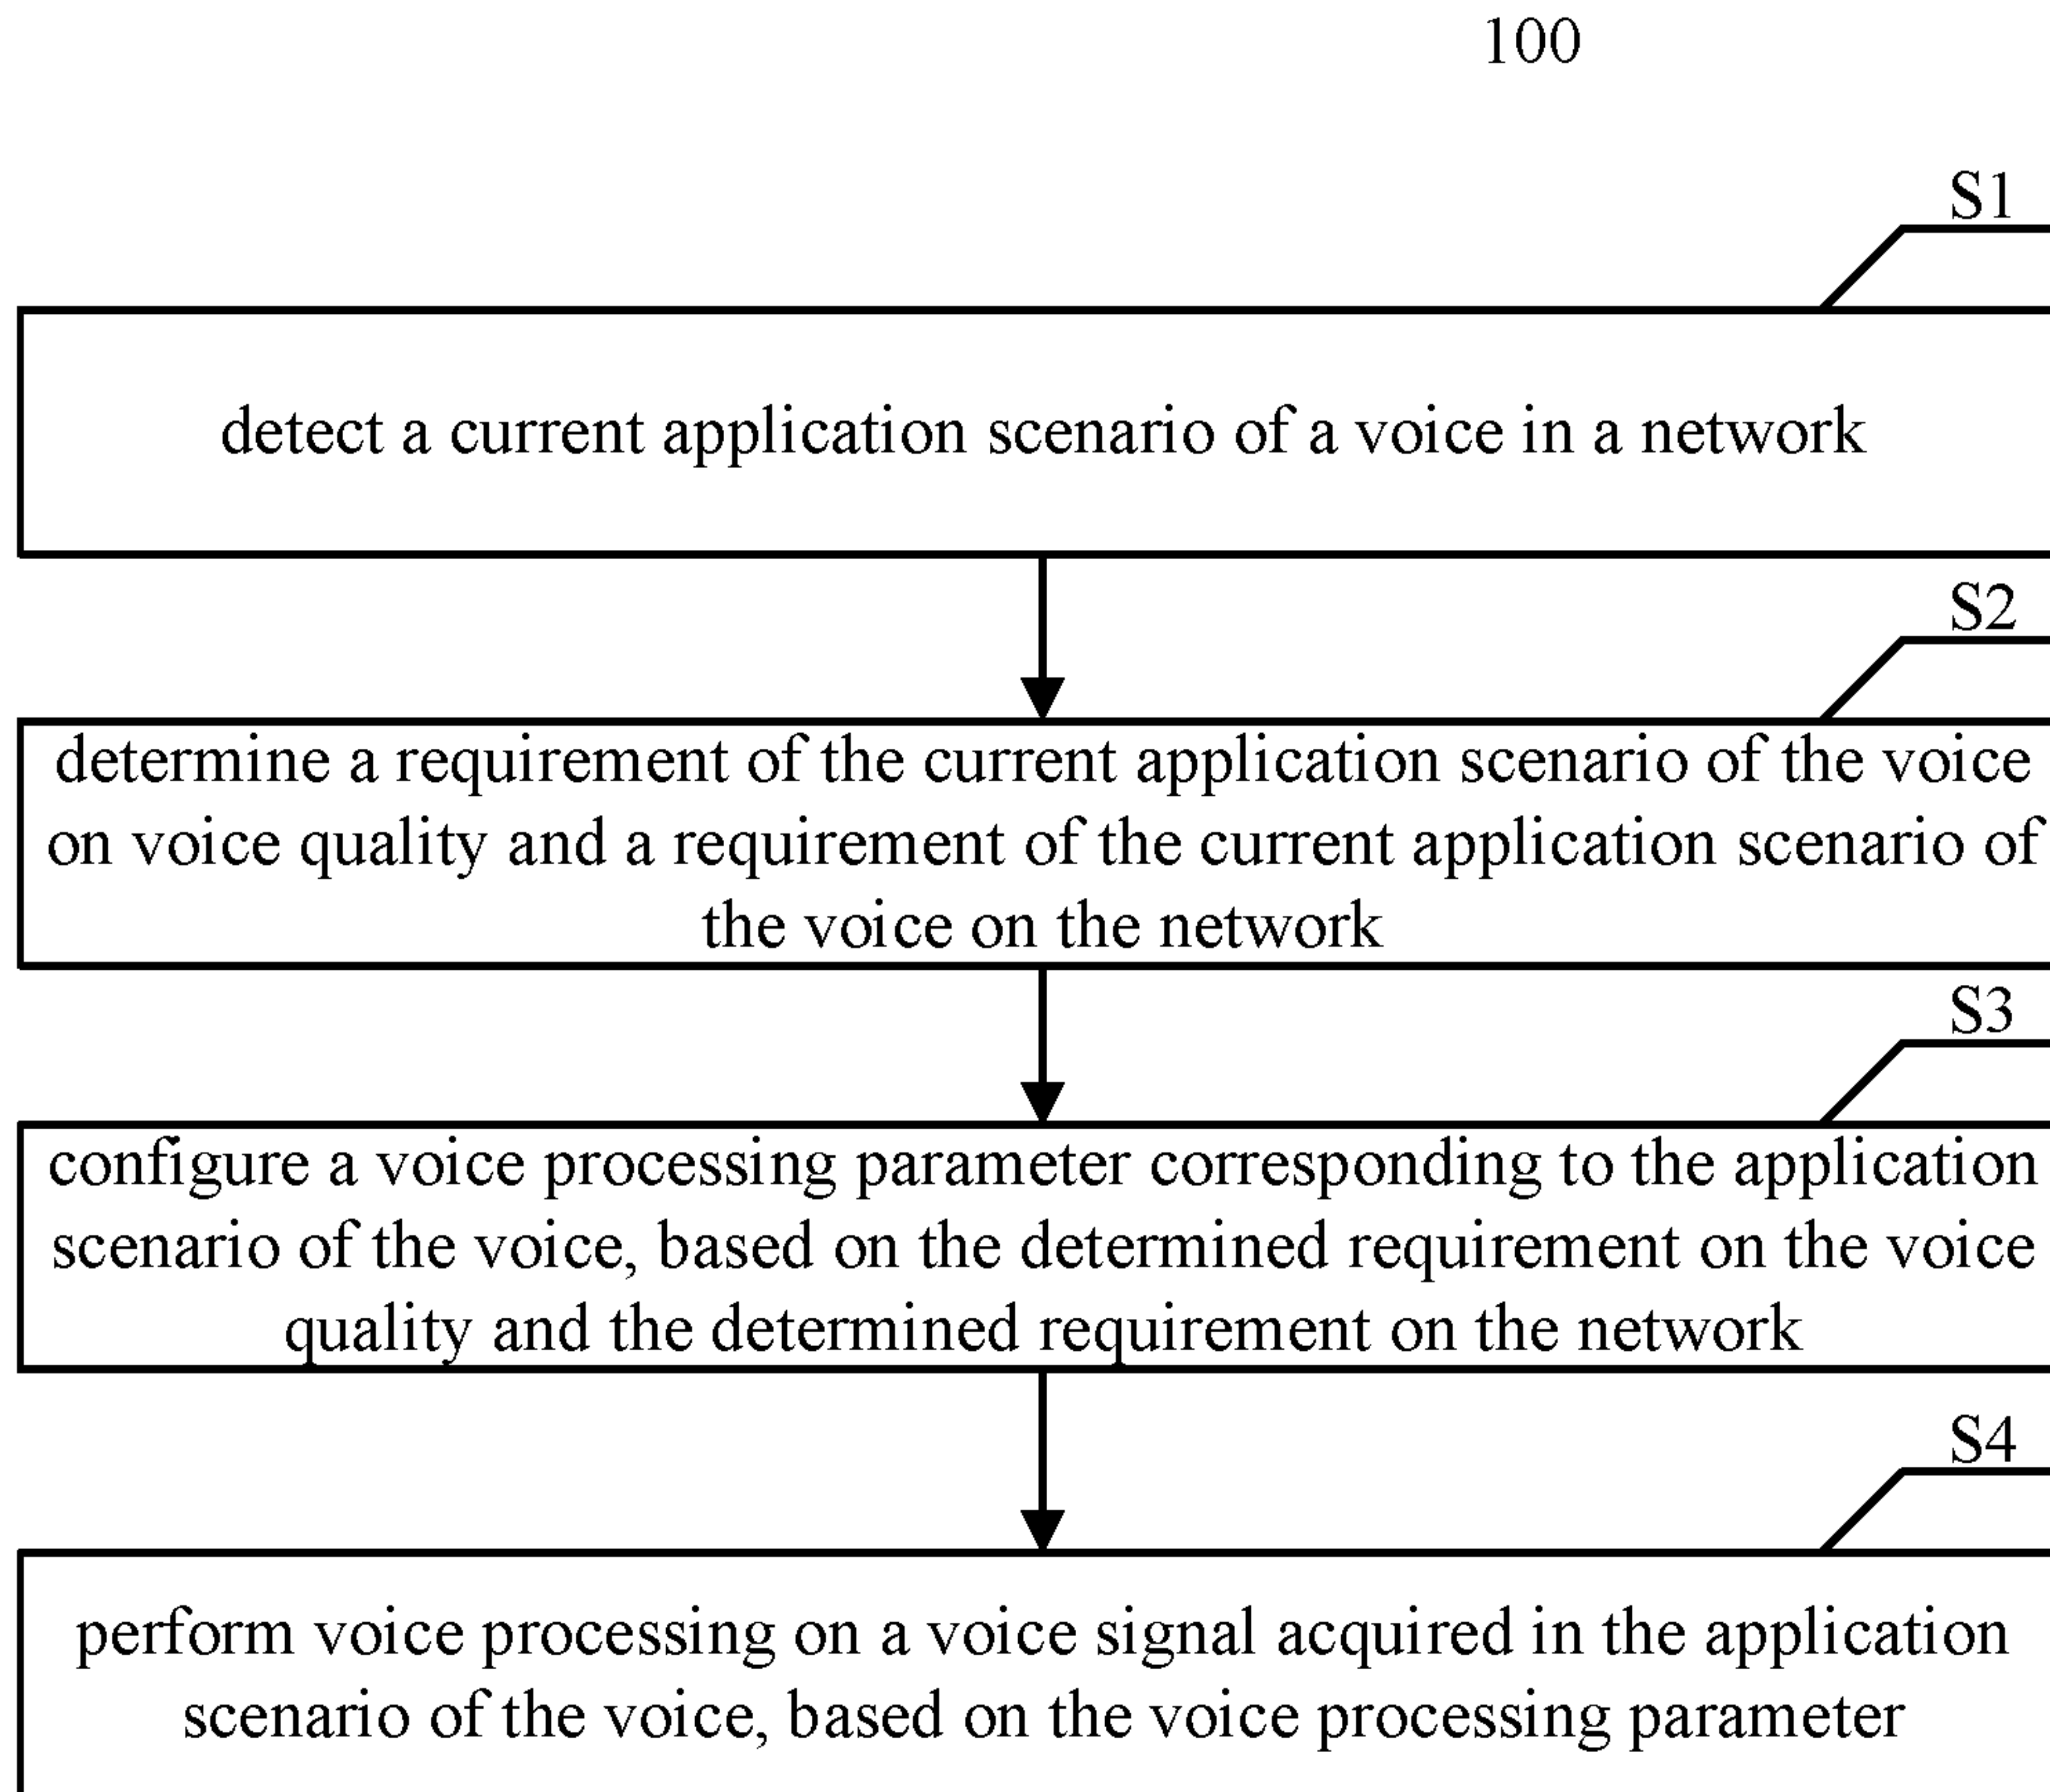 100
S1
detect a current application scenario of a voice in a network
S2
determine a requirement of the current application scenario of the voice
on voice quality and a requirement of the current application scenario of
the voice on the network
S3
configure a voice processing parameter corresponding to the application
scenario of the voice, based on the determined requirement on the voice
quality and the determined requirement on the network
S4
perform voice processing on a voice signal acquired in the application
scenario of the voice, based on the voice processing parameter